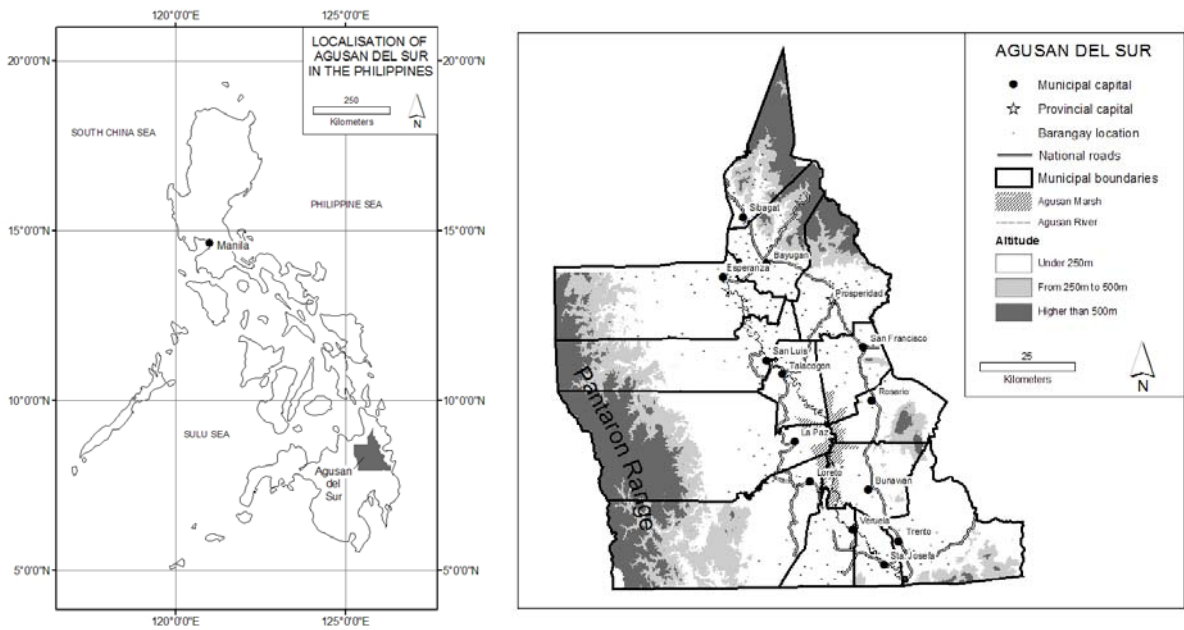 120°0'0"E
125°0'0"E
LOCALISATION OF
AGUSAN DEL SUR
IN THE PHILIPPINES
250
Kilometers
N
20°0'0"N
20°0'0"N
SOUTH CHINA SEA
PHILIPPINE SEA
15°0'0"N
15°0'0"N
Manila
10°0'0"N
10°0'0"N
SULU SEA
Agusan
del
Sur
5°0'0"N
5°0'0"N
120°0'0"E
125°0'0"E
AGUSAN DEL SUR
Municipal capital
Provincial capital
Barangay location
National roads
Municipal boundaries
Agusan Marsh
Agusan River
Altitude
Under 250m
From 250m to 500m
Higher than 500m
25
Kilometers
N
Sibagat
Bayugan
Esperanza
Prosperidad
San Francisco
San Luis
Talacogon
Rosario
Pantaron Range
La Paz
Loreto
Bunawan
Veruela
Trento
Sta. Josefa